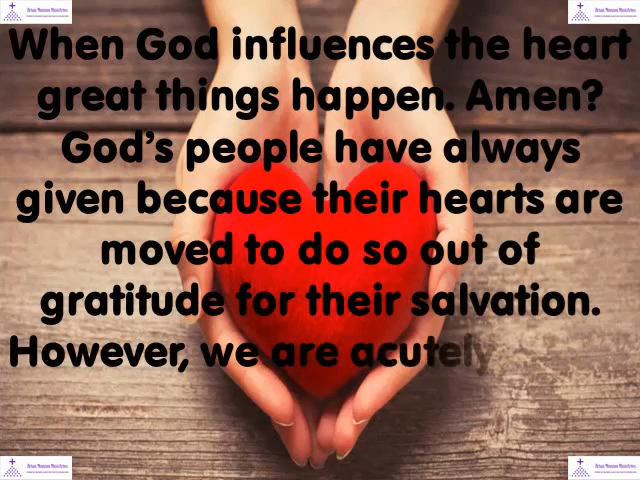 When God influences the heart
great things happen. Amen?
God's people have always
given because their hearts are
moved to do so out of
gratitude for their salvation.
However, we are acutely